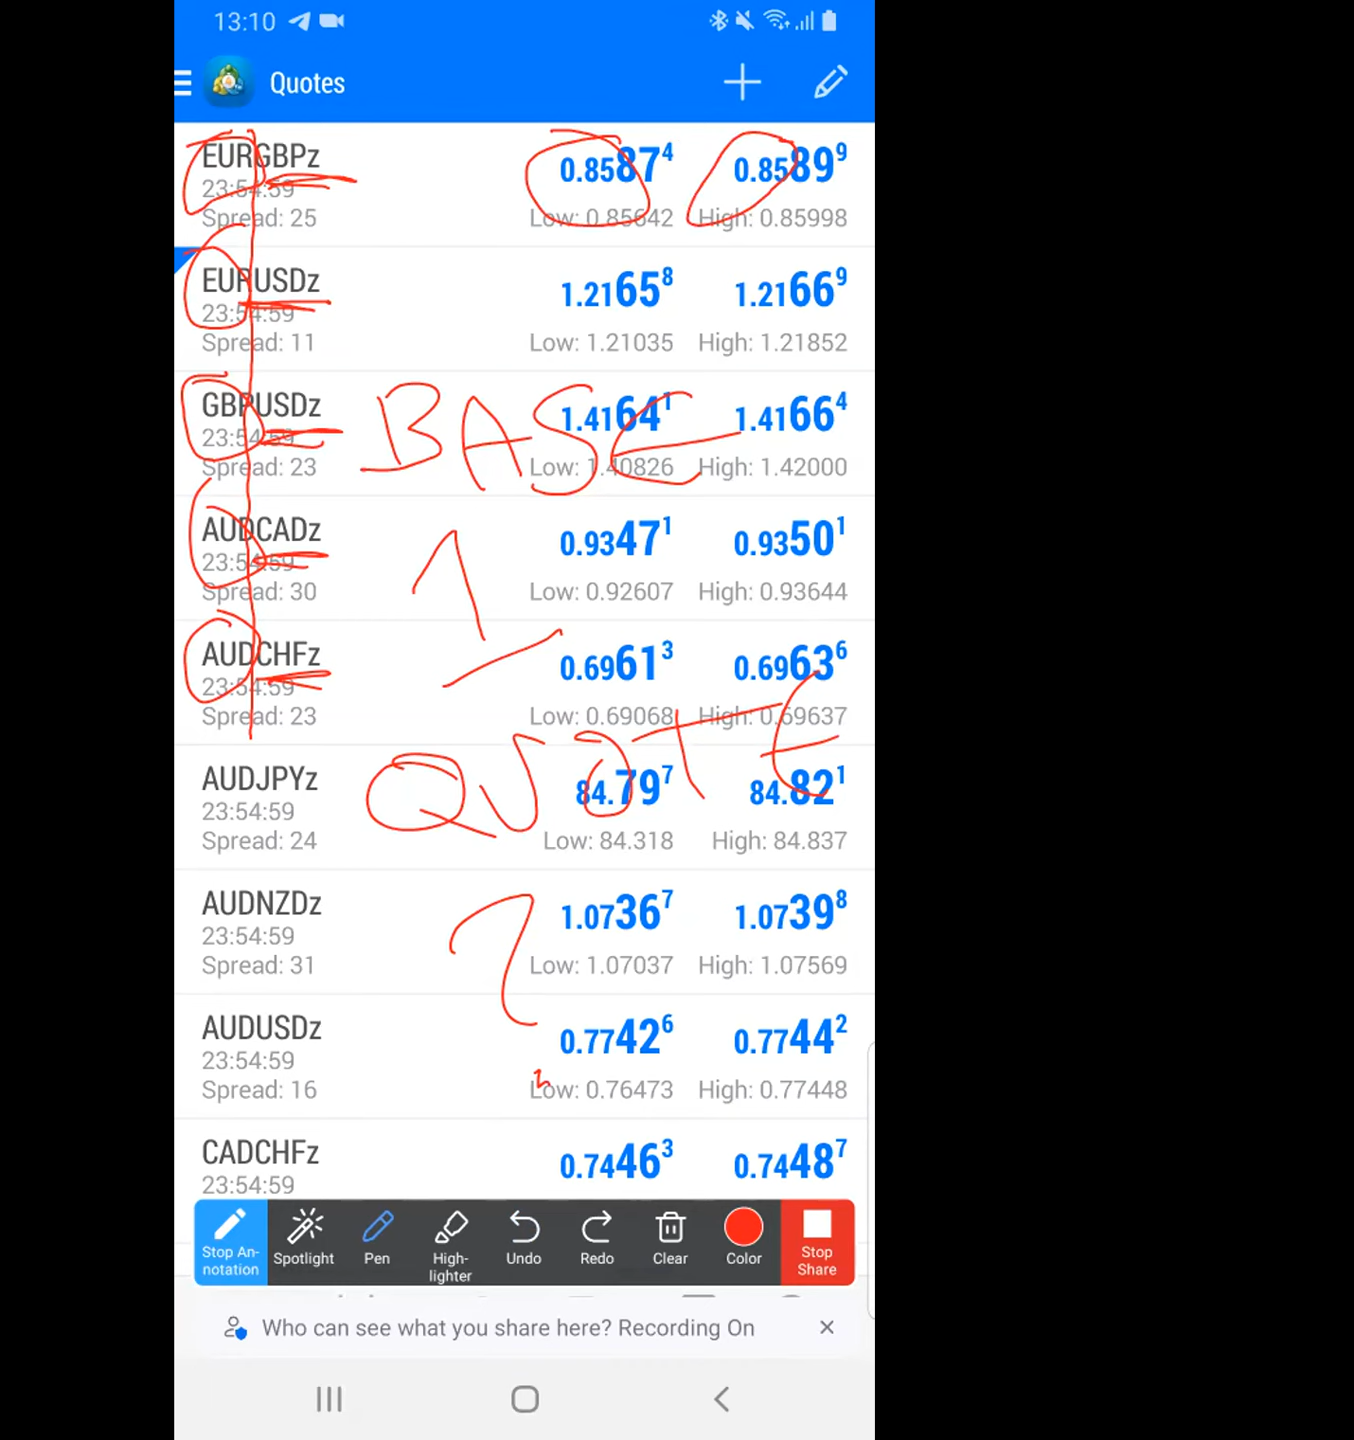 13:10
Quotes
EURGBPz 0.85874 0.85899
23:54:59
Spread: 25 Low: 0.85642 High: 0.85998
EURUSDz 1.21658 1.21669
23:54:59
Spread: 11 Low: 1.21035 High: 1.21852
GBPUSDz 1.41641 1.41664
23:54:59
Spread: 23 Low: 1.40826 High: 1.42000
BASE
AUDCADz 0.93471 0.93501
23:54:59
Spread: 30 Low: 0.92607 High: 0.93644
1
AUDCHFz 0.69613 0.69636
23:54:59
Spread: 23 Low: 0.69068 High: 0.69637
QUOTE
AUDJPYz 84.797 84.821
23:54:59
Spread: 24 Low: 84.318 High: 84.837
AUDNZDz 1.07367 1.07398
23:54:59
Spread: 31 Low: 1.07037 High: 1.07569
AUDUSDz 0.77426 0.77442
23:54:59
Spread: 16 Low: 0.76473 High: 0.77448
CADCHFz 0.74463 0.74487
23:54:59
Stop An-
notation
Spotlight
Pen
High-
lighter
Undo
Redo
Clear
Color
Stop
Share
Who can see what you share here? Recording On